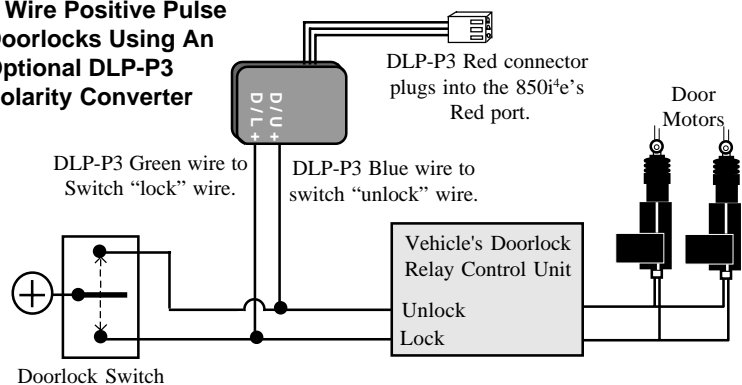 Wire Positive Pulse
Doorlocks Using An
Optional DLP-P3
Polarity Converter
DLP-P3 Red connector
plugs into the 850i⁴e's
Red port.
Door
Motors
D/L+
D/U+
DLP-P3 Green wire to
Switch “lock” wire.
DLP-P3 Blue wire to
switch “unlock” wire.
Vehicle's Doorlock
Relay Control Unit
Unlock
Lock
Doorlock Switch